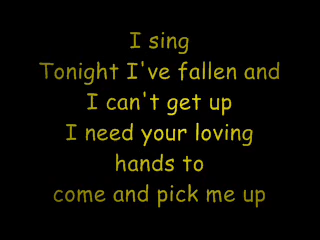 I sing
Tonight I've fallen and
I can't get up
I need your loving
hands to
come and pick me up